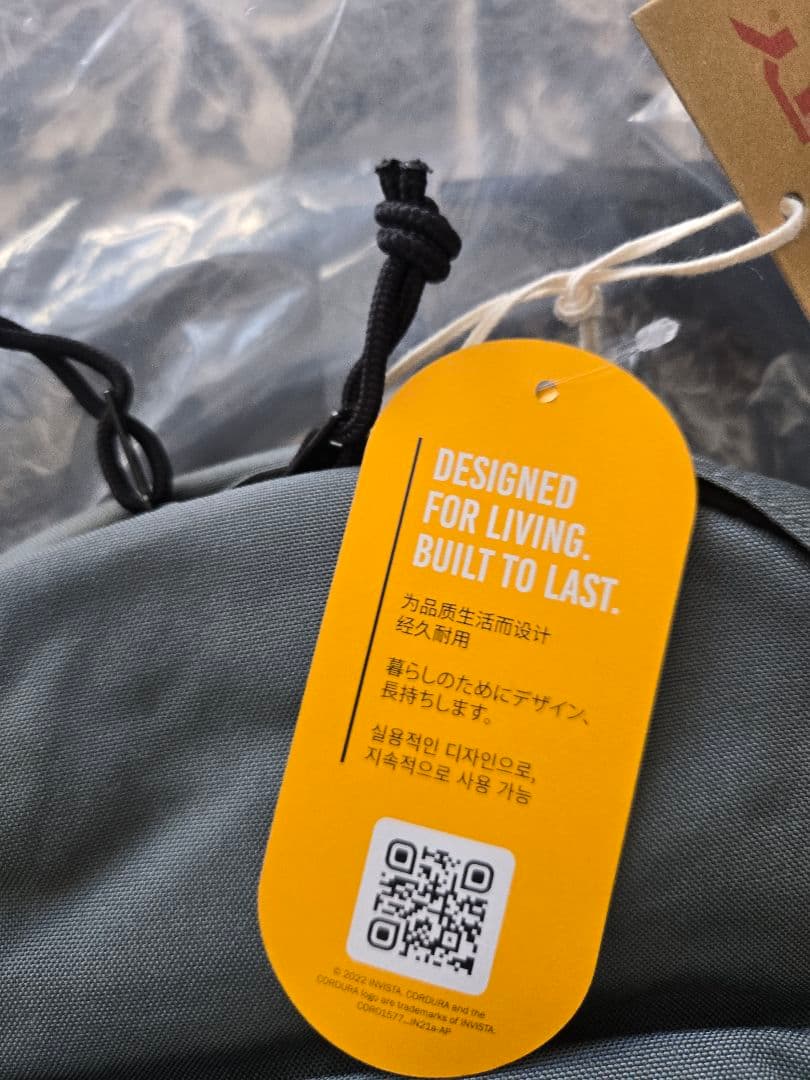 DESIGNED
FOR LIVING.
BUILT TO LAST.
为品质生活而设计
经久耐用
暮らしのためにデザイン、
長持ちします。
실용적인 디자인으로,
지속적으로 사용 가능
© 2022 INVISTA. CORDURA and the
CORDURA logo are trademarks of INVISTA.
COR01577_IN21a-AP